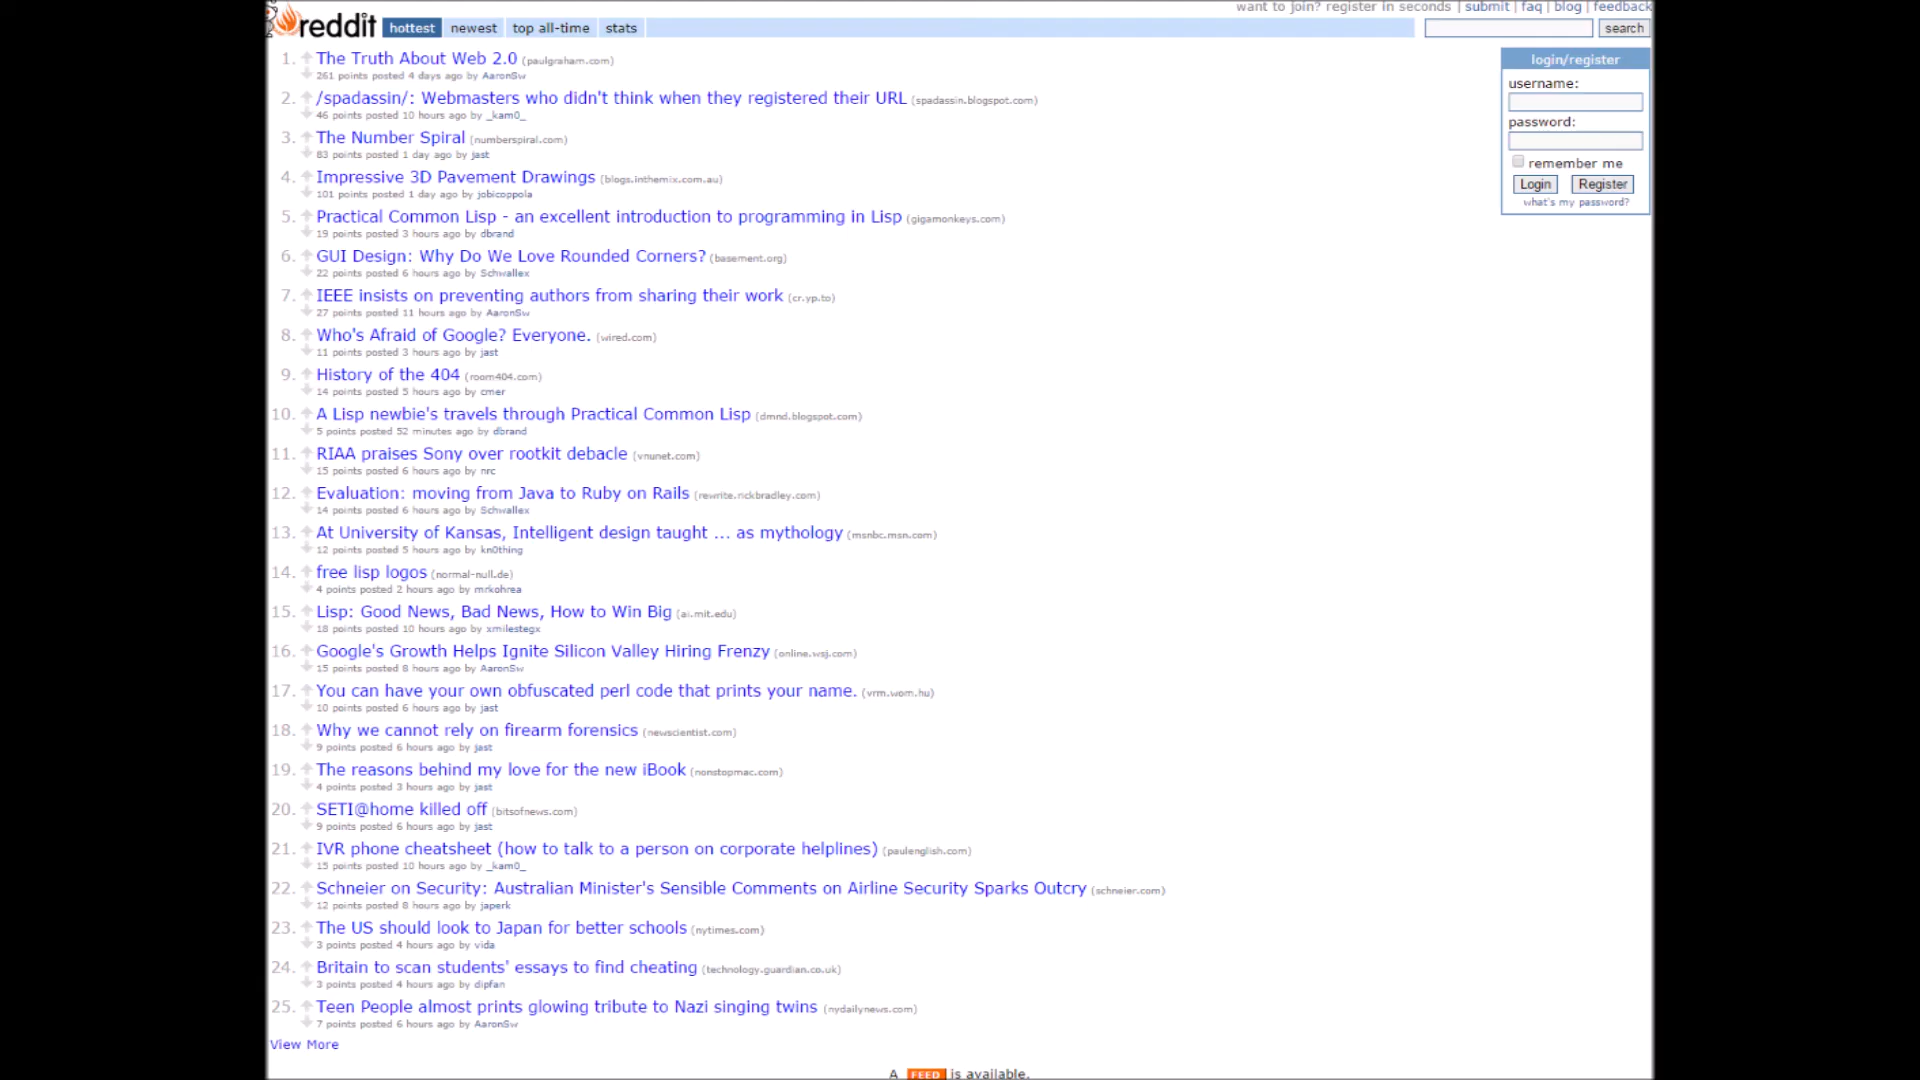 want to join? register in seconds | submit | faq | blog | feedback
reddit hottest newest top all-time stats search
1. The Truth About Web 2.0 (paulgraham.com)
261 points posted 4 days ago by AaronSw
2. /spadassin/: Webmasters who didn't think when they registered their URL (spadassin.blogspot.com)
46 points posted 10 hours ago by _kam0_
3. The Number Spiral (numberspiral.com)
83 points posted 1 day ago by jast
4. Impressive 3D Pavement Drawings (blogs.inthemix.com.au)
101 points posted 1 day ago by jobicoppola
5. Practical Common Lisp - an excellent introduction to programming in Lisp (gigamonkeys.com)
19 points posted 3 hours ago by dbrand
6. GUI Design: Why Do We Love Rounded Corners? (basement.org)
22 points posted 6 hours ago by Schwallex
7. IEEE insists on preventing authors from sharing their work (cr.yp.to)
27 points posted 11 hours ago by AaronSw
8. Who's Afraid of Google? Everyone. (wired.com)
11 points posted 3 hours ago by jast
9. History of the 404 (room404.com)
14 points posted 5 hours ago by cmer
10. A Lisp newbie's travels through Practical Common Lisp (dmnd.blogspot.com)
5 points posted 52 minutes ago by dbrand
11. RIAA praises Sony over rootkit debacle (vnunet.com)
15 points posted 6 hours ago by nrc
12. Evaluation: moving from Java to Ruby on Rails (rewrite.rickbradley.com)
14 points posted 6 hours ago by Schwallex
13. At University of Kansas, Intelligent design taught ... as mythology (msnbc.msn.com)
12 points posted 5 hours ago by kn0thing
14. free lisp logos (normal-null.de)
4 points posted 2 hours ago by mrkohrea
15. Lisp: Good News, Bad News, How to Win Big (ai.mit.edu)
18 points posted 10 hours ago by xmilestegx
16. Google's Growth Helps Ignite Silicon Valley Hiring Frenzy (online.wsj.com)
15 points posted 8 hours ago by AaronSw
17. You can have your own obfuscated perl code that prints your name. (vrm.wom.hu)
10 points posted 6 hours ago by jast
18. Why we cannot rely on firearm forensics (newscientist.com)
9 points posted 6 hours ago by jast
19. The reasons behind my love for the new iBook (nonstopmac.com)
4 points posted 3 hours ago by jast
20. SETI@home killed off (bitsofnews.com)
9 points posted 6 hours ago by jast
21. IVR phone cheatsheet (how to talk to a person on corporate helplines) (paulenglish.com)
15 points posted 10 hours ago by _kam0_
22. Schneier on Security: Australian Minister's Sensible Comments on Airline Security Sparks Outcry (schneier.com)
12 points posted 8 hours ago by japerk
23. The US should look to Japan for better schools (nytimes.com)
3 points posted 4 hours ago by vida
24. Britain to scan students' essays to find cheating (technology.guardian.co.uk)
3 points posted 4 hours ago by dipfan
25. Teen People almost prints glowing tribute to Nazi singing twins (nydailynews.com)
7 points posted 6 hours ago by AaronSw
View More
login/register
username:
password:
remember me
Login Register
what's my password?
A FEED is available.